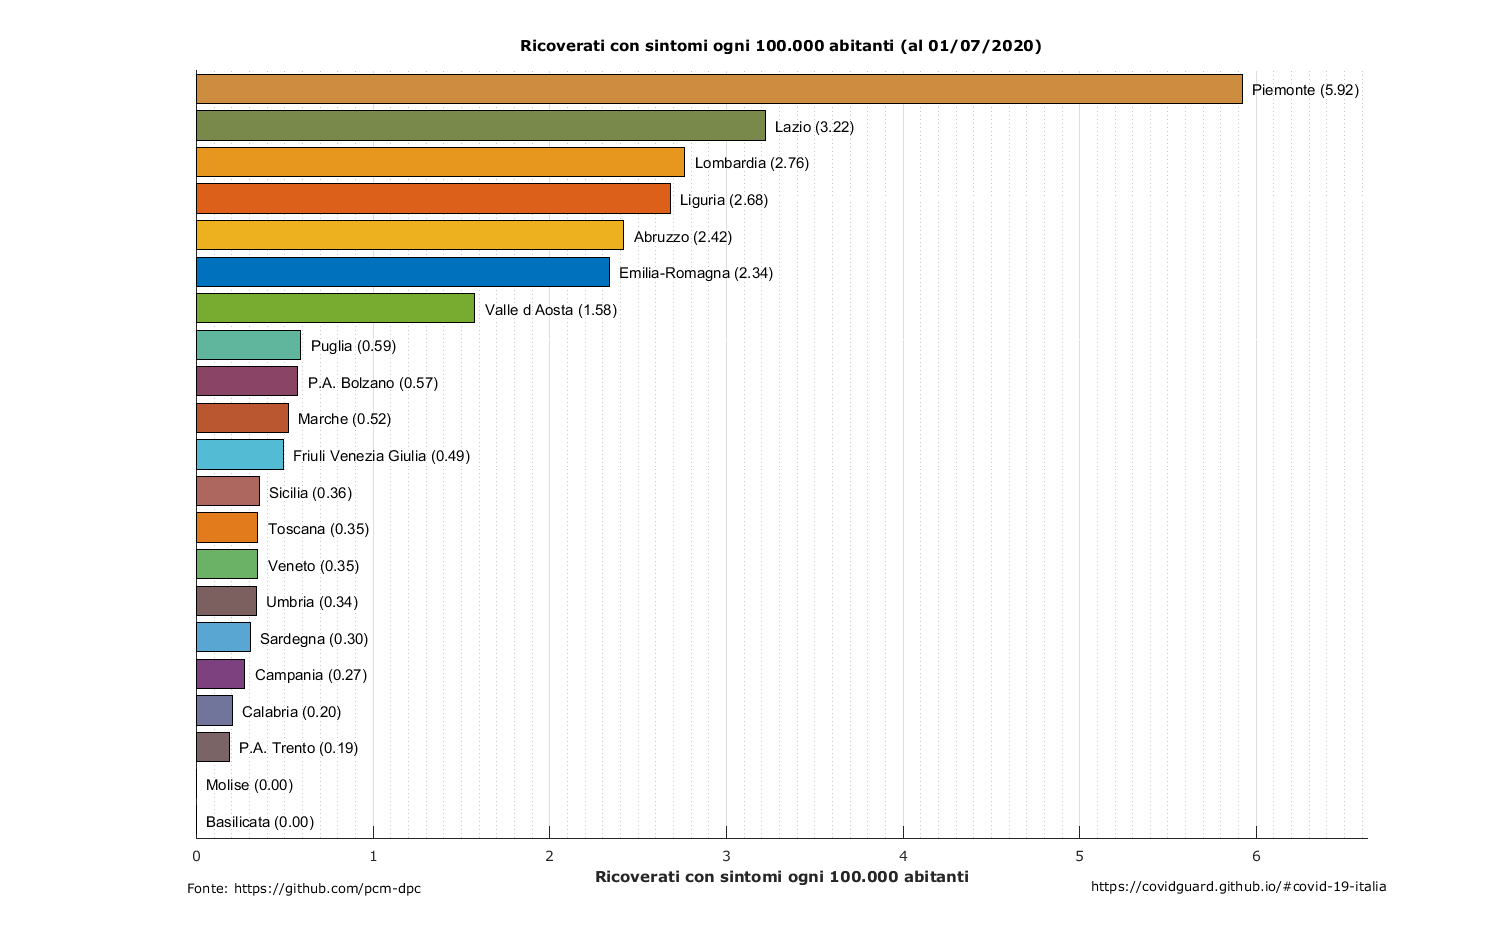 Ricoverati con sintomi ogni 100.000 abitanti (al 01/07/2020)
Piemonte (5.92)
Lazio (3.22)
Lombardia (2.76)
Liguria (2.68)
Abruzzo (2.42)
Emilia-Romagna (2.34)
Valle d Aosta (1.58)
Puglia (0.59)
P.A. Bolzano (0.57)
Marche (0.52)
Friuli Venezia Giulia (0.49)
Sicilia (0.36)
Toscana (0.35)
Veneto (0.35)
Umbria (0.34)
Sardegna (0.30)
Campania (0.27)
Calabria (0.20)
P.A. Trento (0.19)
Molise (0.00)
Basilicata (0.00)
0 1 2 3 4 5 6
Ricoverati con sintomi ogni 100.000 abitanti
Fonte: https://github.com/pcm-dpc
https://covidguard.github.io/#covid-19-italia